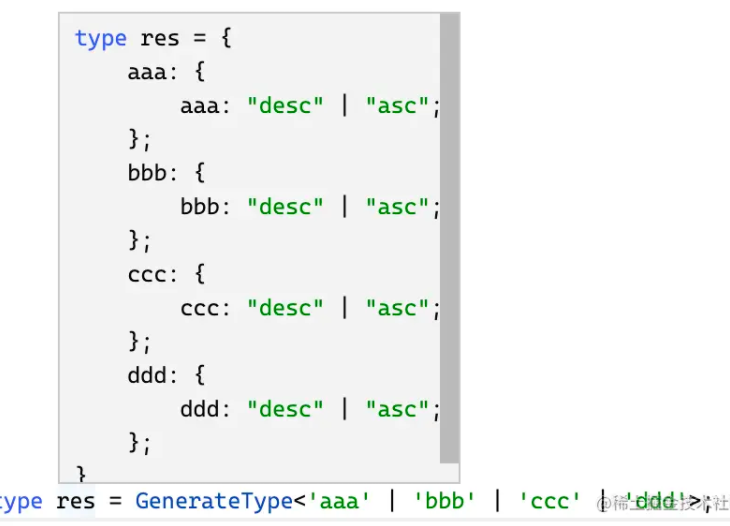 type res = {
    aaa: {
        aaa: "desc" | "asc";
    };
    bbb: {
        bbb: "desc" | "asc";
    };
    ccc: {
        ccc: "desc" | "asc";
    };
    ddd: {
        ddd: "desc" | "asc";
    };
}
type res = GenerateType<'aaa' | 'bbb' | 'ccc' | 'ddd'>;
@稀土掘金技术社